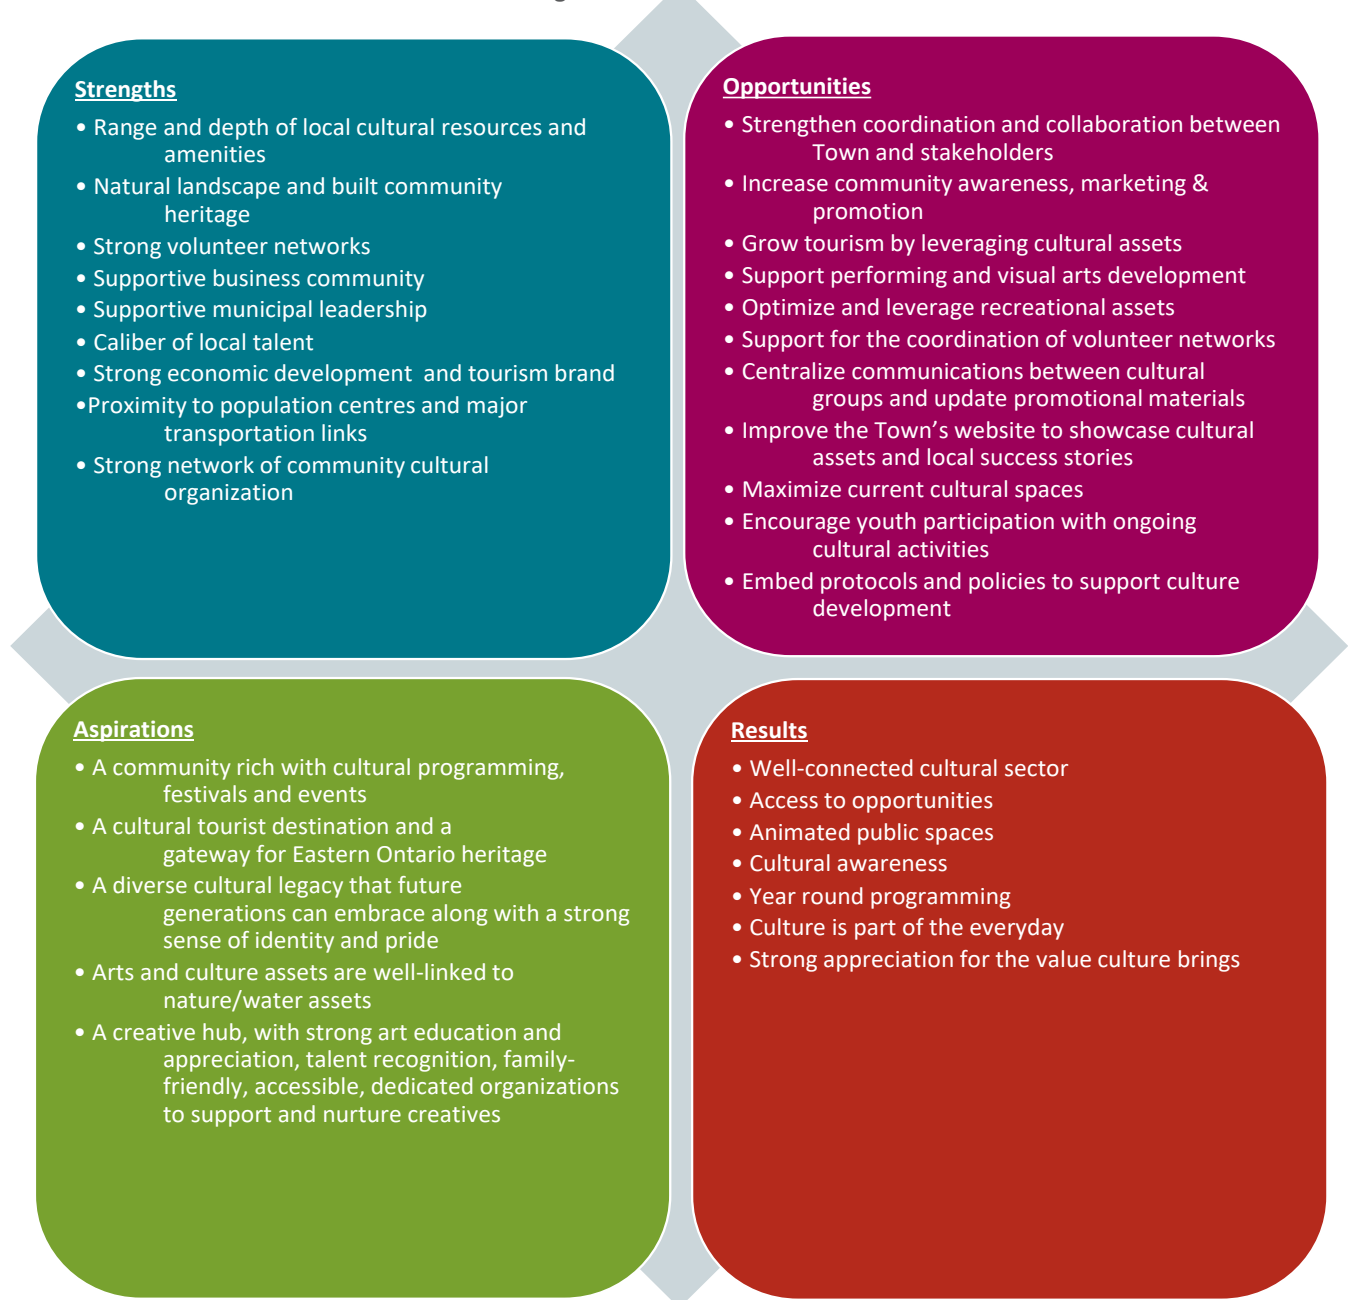 Strengths
• Range and depth of local cultural resources and
amenities
• Natural landscape and built community
heritage
• Strong volunteer networks
• Supportive business community
• Supportive municipal leadership
• Caliber of local talent
• Strong economic development  and tourism brand
•Proximity to population centres and major
transportation links
• Strong network of community cultural
organization
Opportunities
• Strengthen coordination and collaboration between
Town and stakeholders
• Increase community awareness, marketing &
promotion
• Grow tourism by leveraging cultural assets
• Support performing and visual arts development
• Optimize and leverage recreational assets
• Support for the coordination of volunteer networks
• Centralize communications between cultural
groups and update promotional materials
• Improve the Town’s website to showcase cultural
assets and local success stories
• Maximize current cultural spaces
• Encourage youth participation with ongoing
cultural activities
• Embed protocols and policies to support culture
development
Aspirations
• A community rich with cultural programming,
festivals and events
• A cultural tourist destination and a
gateway for Eastern Ontario heritage
• A diverse cultural legacy that future
generations can embrace along with a strong
sense of identity and pride
• Arts and culture assets are well-linked to
nature/water assets
• A creative hub, with strong art education and
appreciation, talent recognition, family-
friendly, accessible, dedicated organizations
to support and nurture creatives
Results
• Well-connected cultural sector
• Access to opportunities
• Animated public spaces
• Cultural awareness
• Year round programming
• Culture is part of the everyday
• Strong appreciation for the value culture brings